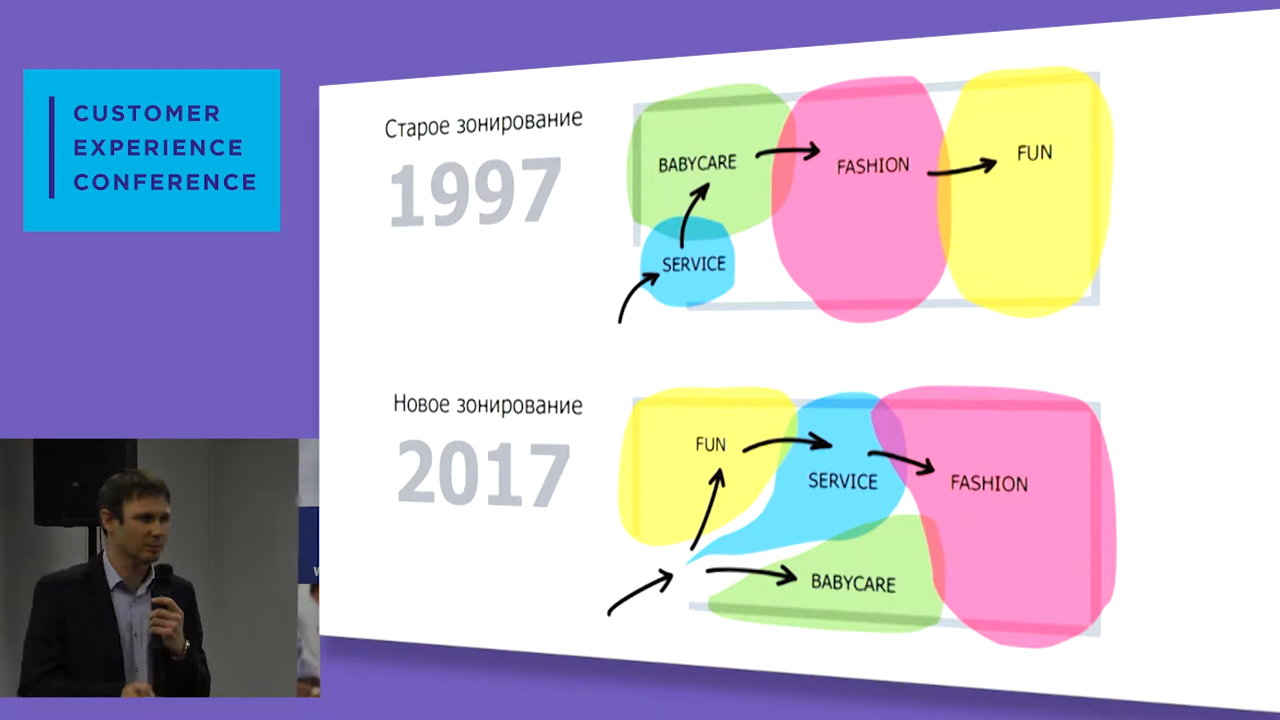 CUSTOMER
EXPERIENCE
CONFERENCE
Старое зонирование
1997
BABYCARE
FASHION
FUN
SERVICE
Новое зонирование
2017
FUN
SERVICE
FASHION
BABYCARE